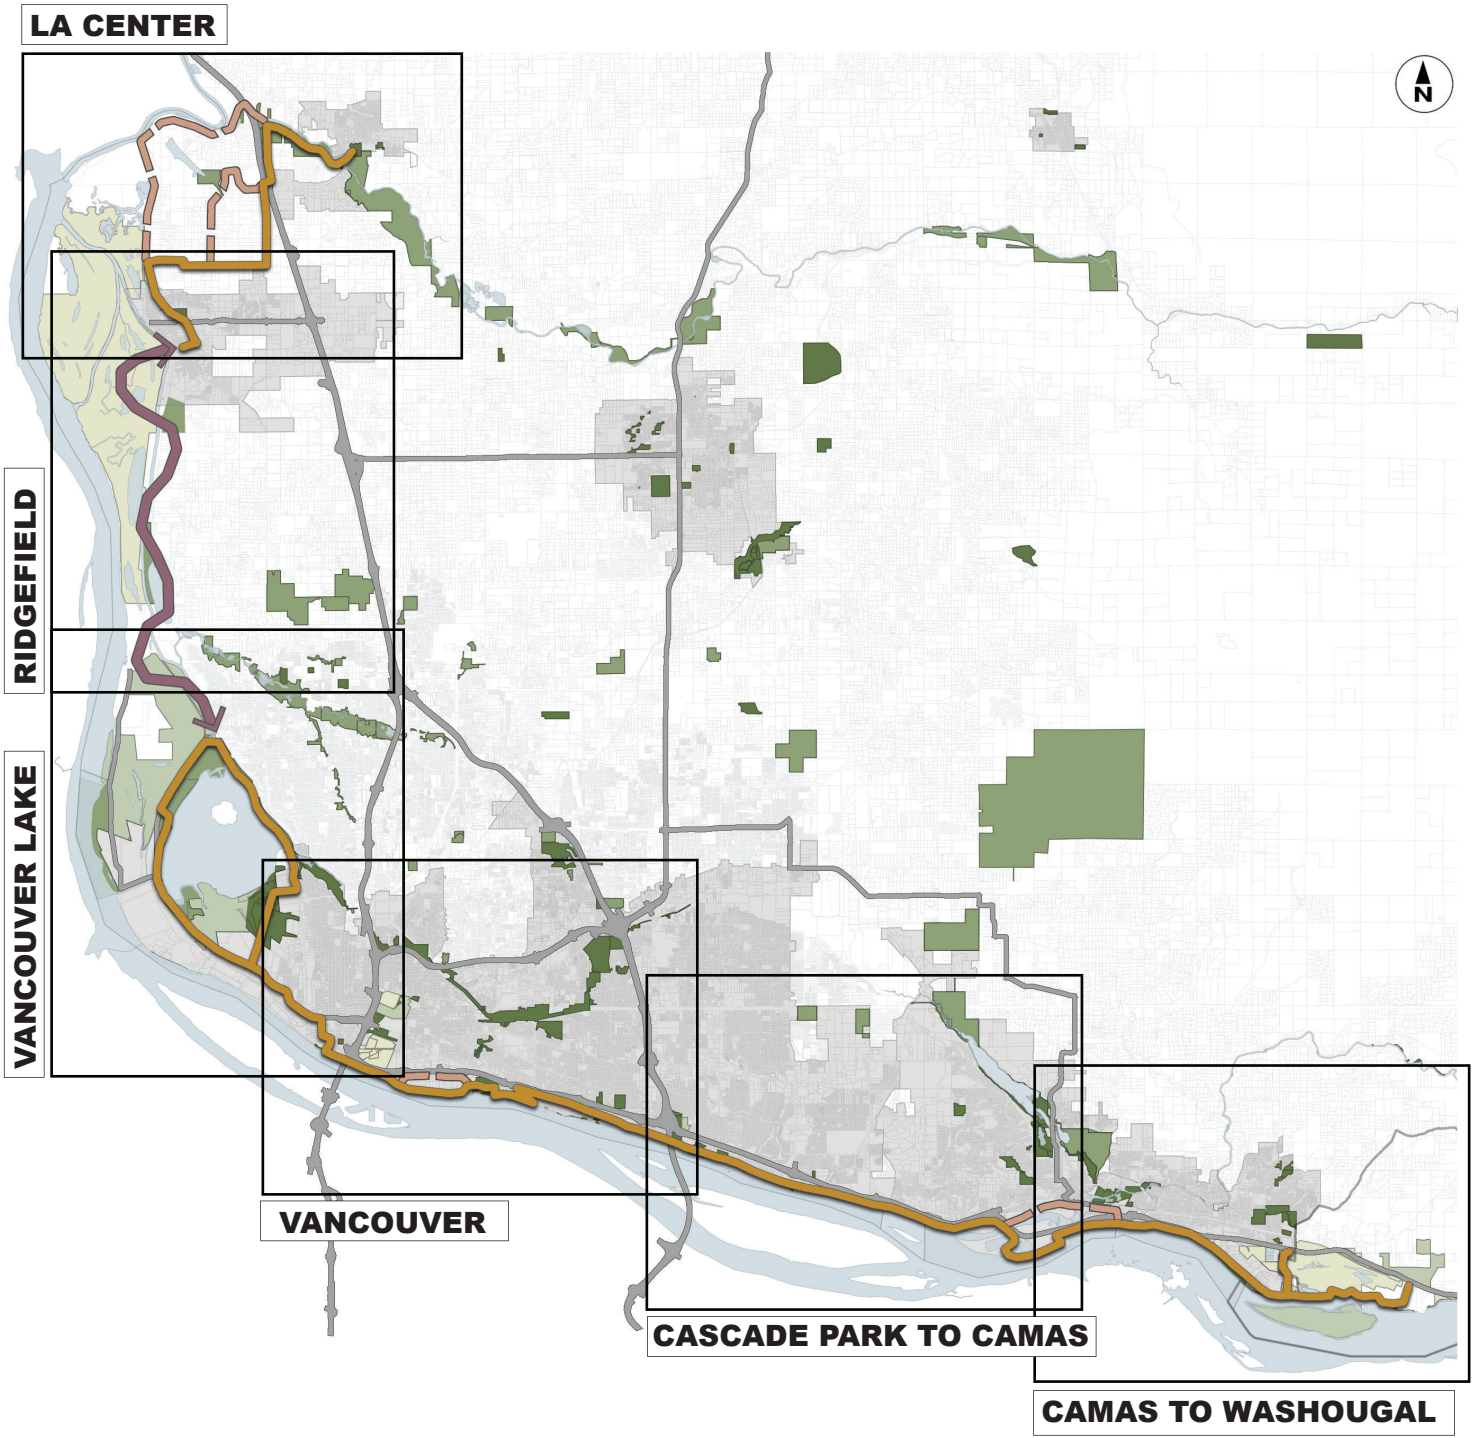 LA CENTER
N
RIDGEFIELD
VANCOUVER LAKE
VANCOUVER
CASCADE PARK TO CAMAS
CAMAS TO WASHOUGAL